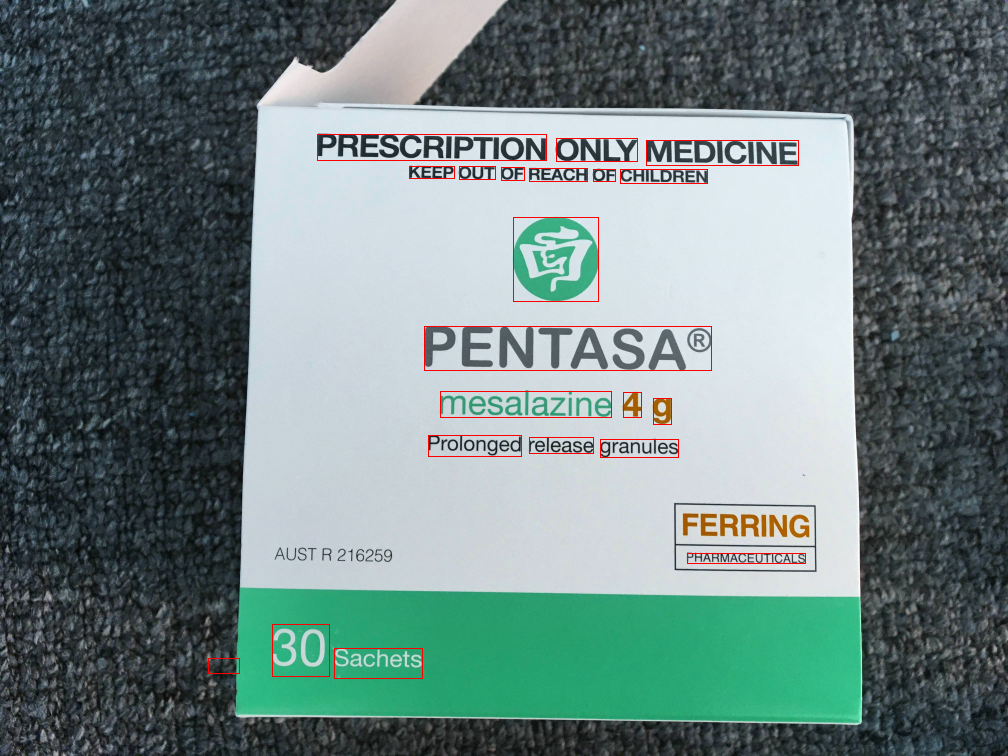 PRESCRIPTION ONLY MEDICINE
KEEP OUT OF REACH OF CHILDREN
PENTASA®
mesalazine 4 g
Prolonged release granules
FERRING
PHARMACEUTICALS
AUST R 216259
30 Sachets